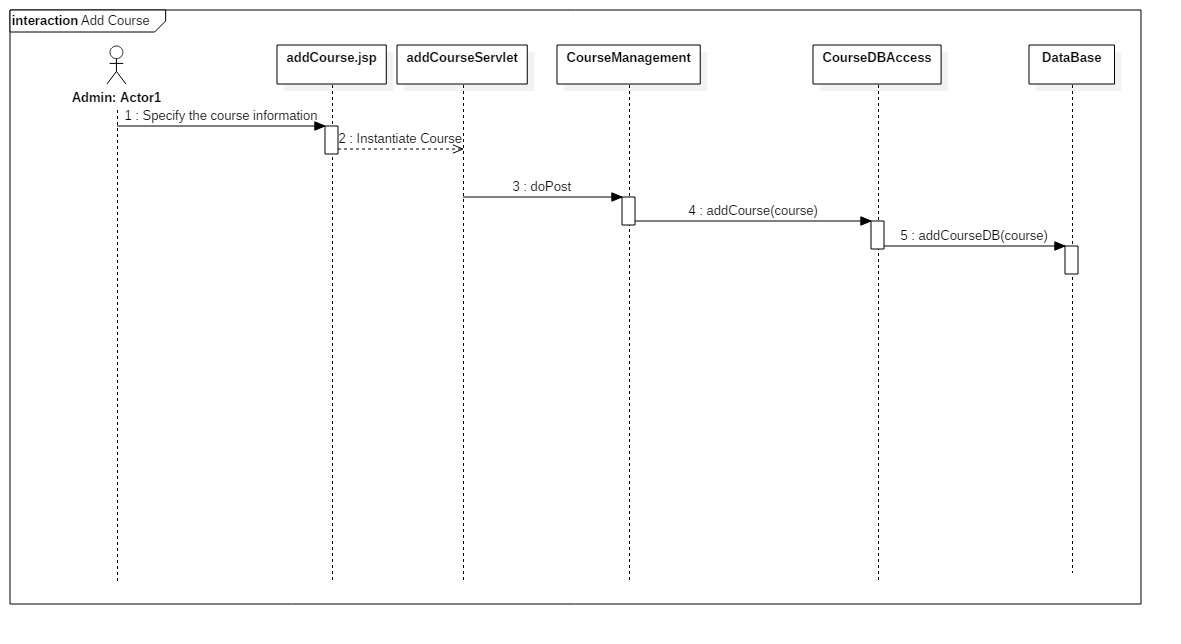 interaction Add Course
addCourse.jsp
addCourseServlet
CourseManagement
CourseDBAccess
DataBase
Admin: Actor1
1 : Specify the course information
2 : Instantiate Course
3 : doPost
4 : addCourse(course)
5 : addCourseDB(course)